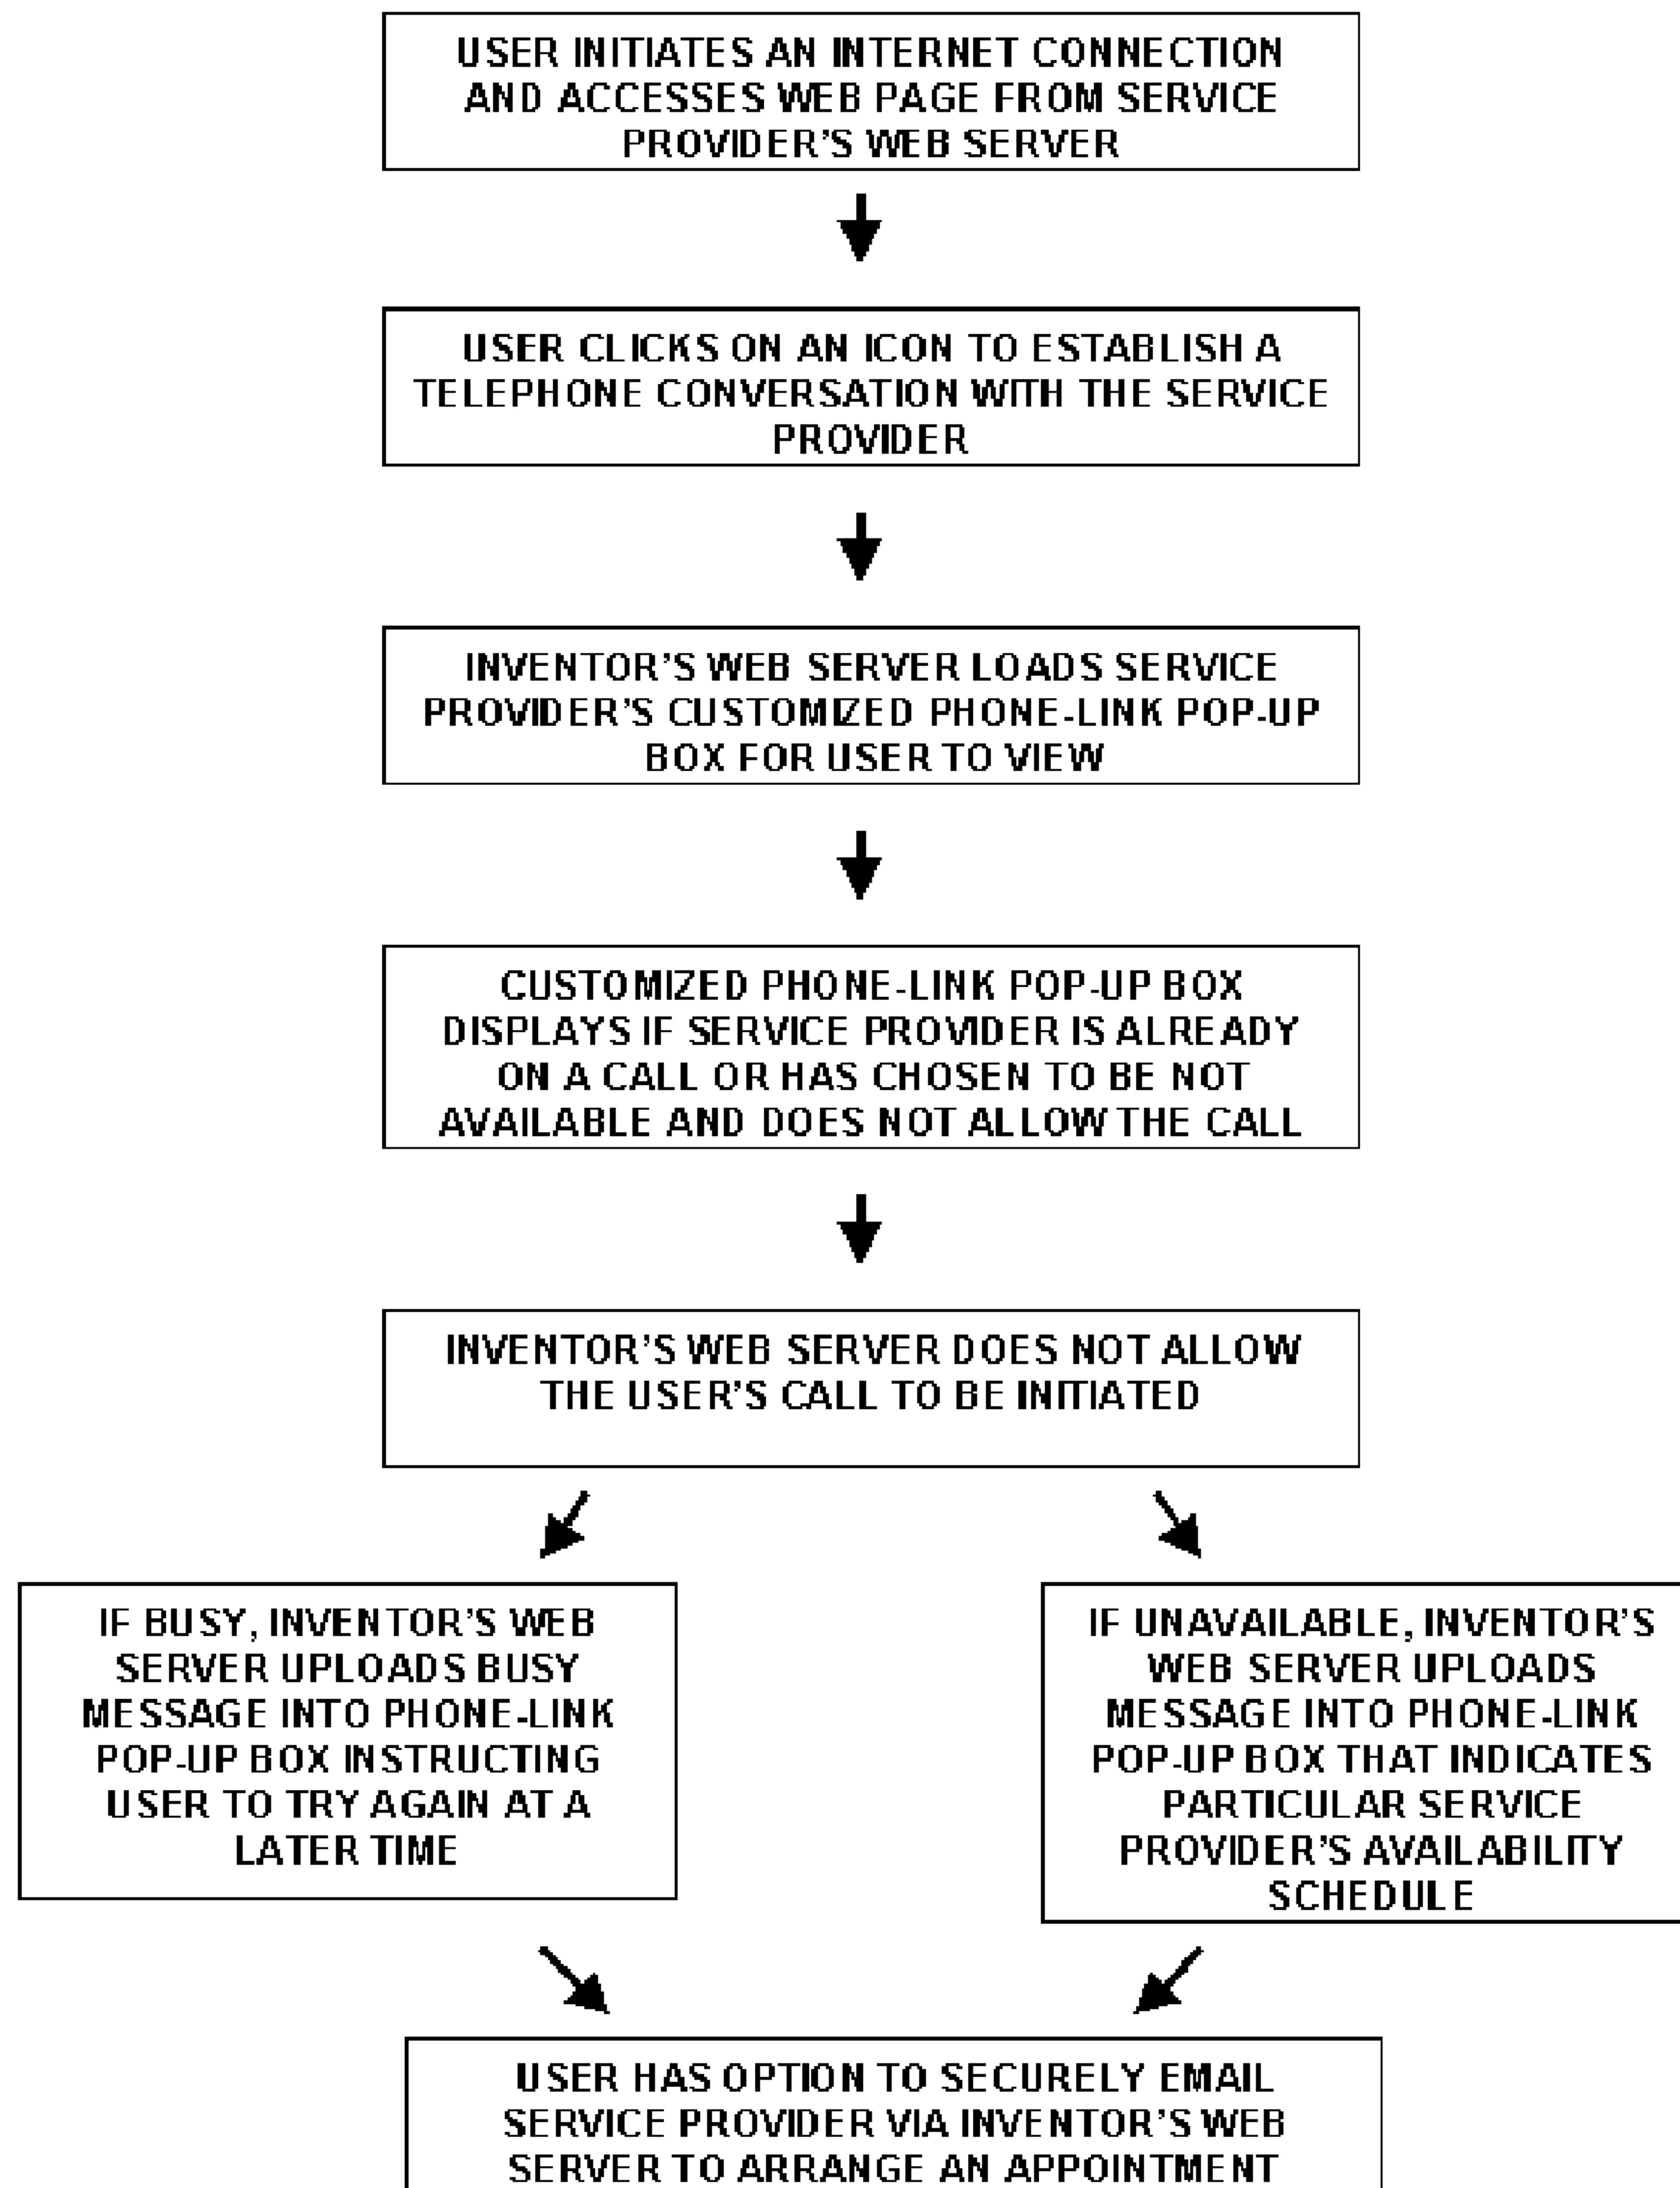 USER INITIATES AN INTERNET CONNECTION
AND ACCESSES WEB PAGE FROM SERVICE
PROVIDER'S WEB SERVER
USER CLICKS ON AN ICON TO ESTABLISH A
TELEPHONE CONVERSATION WITH THE SERVICE
PROVIDER
INVENTOR'S WEB SERVER LOADS SERVICE
PROVIDER'S CUSTOMIZED PHONE-LINK POP-UP
BOX FOR USER TO VIEW
CUSTOMIZED PHONE-LINK POP-UP BOX
DISPLAYS IF SERVICE PROVIDER IS ALREADY
ON A CALL OR HAS CHOSEN TO BE NOT
AVAILABLE AND DOES NOT ALLOW THE CALL
INVENTOR'S WEB SERVER DOES NOT ALLOW
THE USER'S CALL TO BE INITIATED
IF BUSY, INVENTOR'S WEB
SERVER UPLOADS BUSY
MESSAGE INTO PHONE-LINK
POP-UP BOX INSTRUCTING
USER TO TRY AGAIN AT A
LATER TIME
IF UNAVAILABLE, INVENTOR'S
WEB SERVER UPLOADS
MESSAGE INTO PHONE-LINK
POP-UP BOX THAT INDICATES
PARTICULAR SERVICE
PROVIDER'S AVAILABILITY
SCHEDULE
USER HAS OPTION TO SECURELY EMAIL
SERVICE PROVIDER VIA INVENTOR'S WEB
SERVER TO ARRANGE AN APPOINTMENT